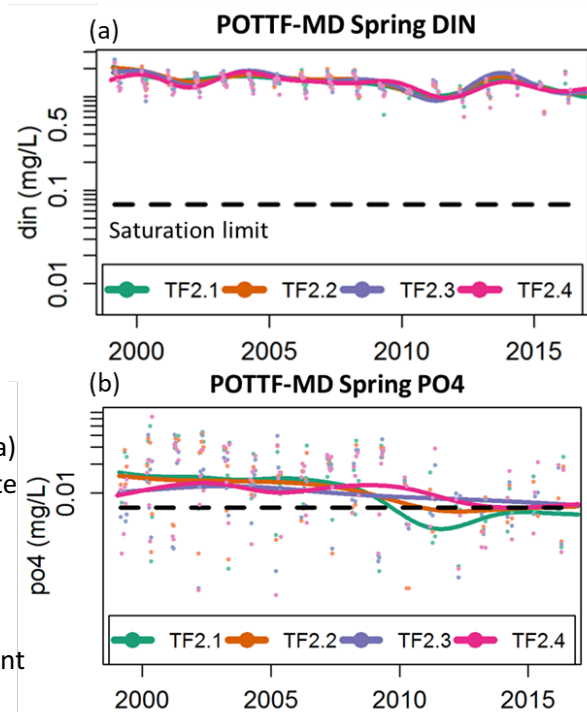 (a) POTTF-MD Spring DIN
din (mg/L)
0.5
0.1
0.01
Saturation limit
TF2.1 TF2.2 TF2.3 TF2.4
2000 2005 2010 2015
(b) POTTF-MD Spring PO4
a)
po4 (mg/L)
0.01
TF2.1 TF2.2 TF2.3 TF2.4
2000 2005 2010 2015